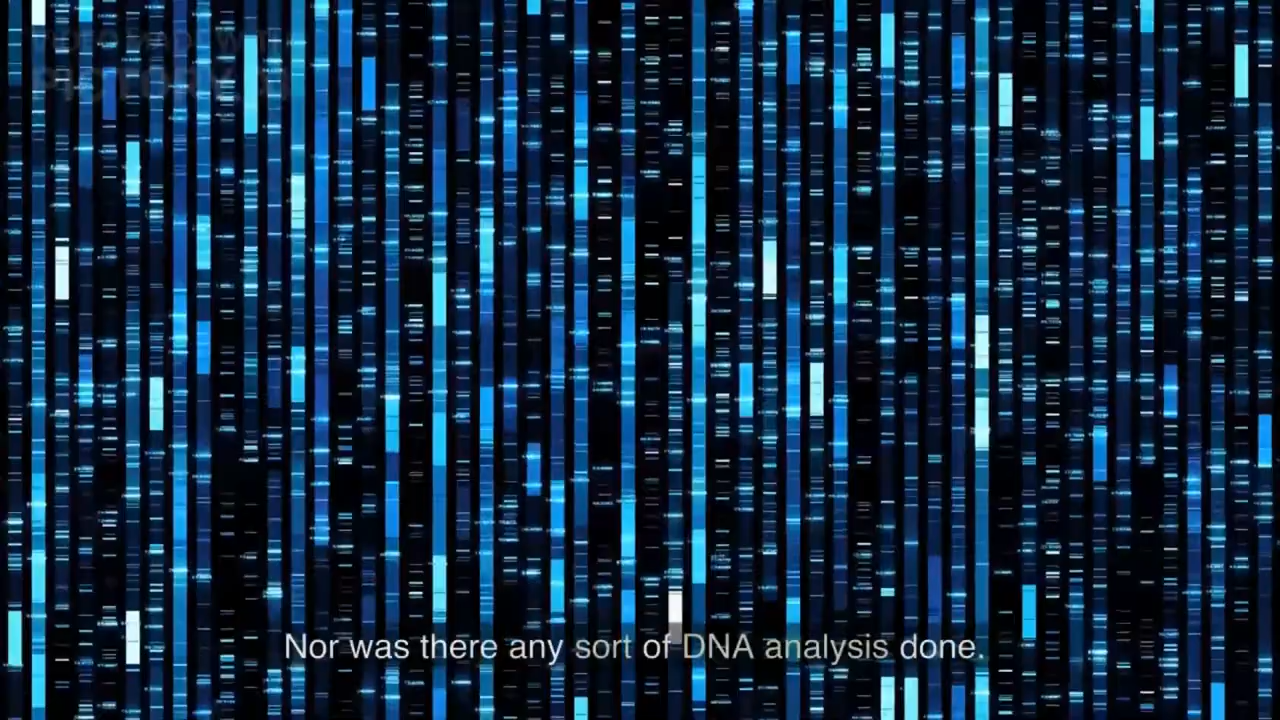 Nor was there any sort of DNA analysis done.